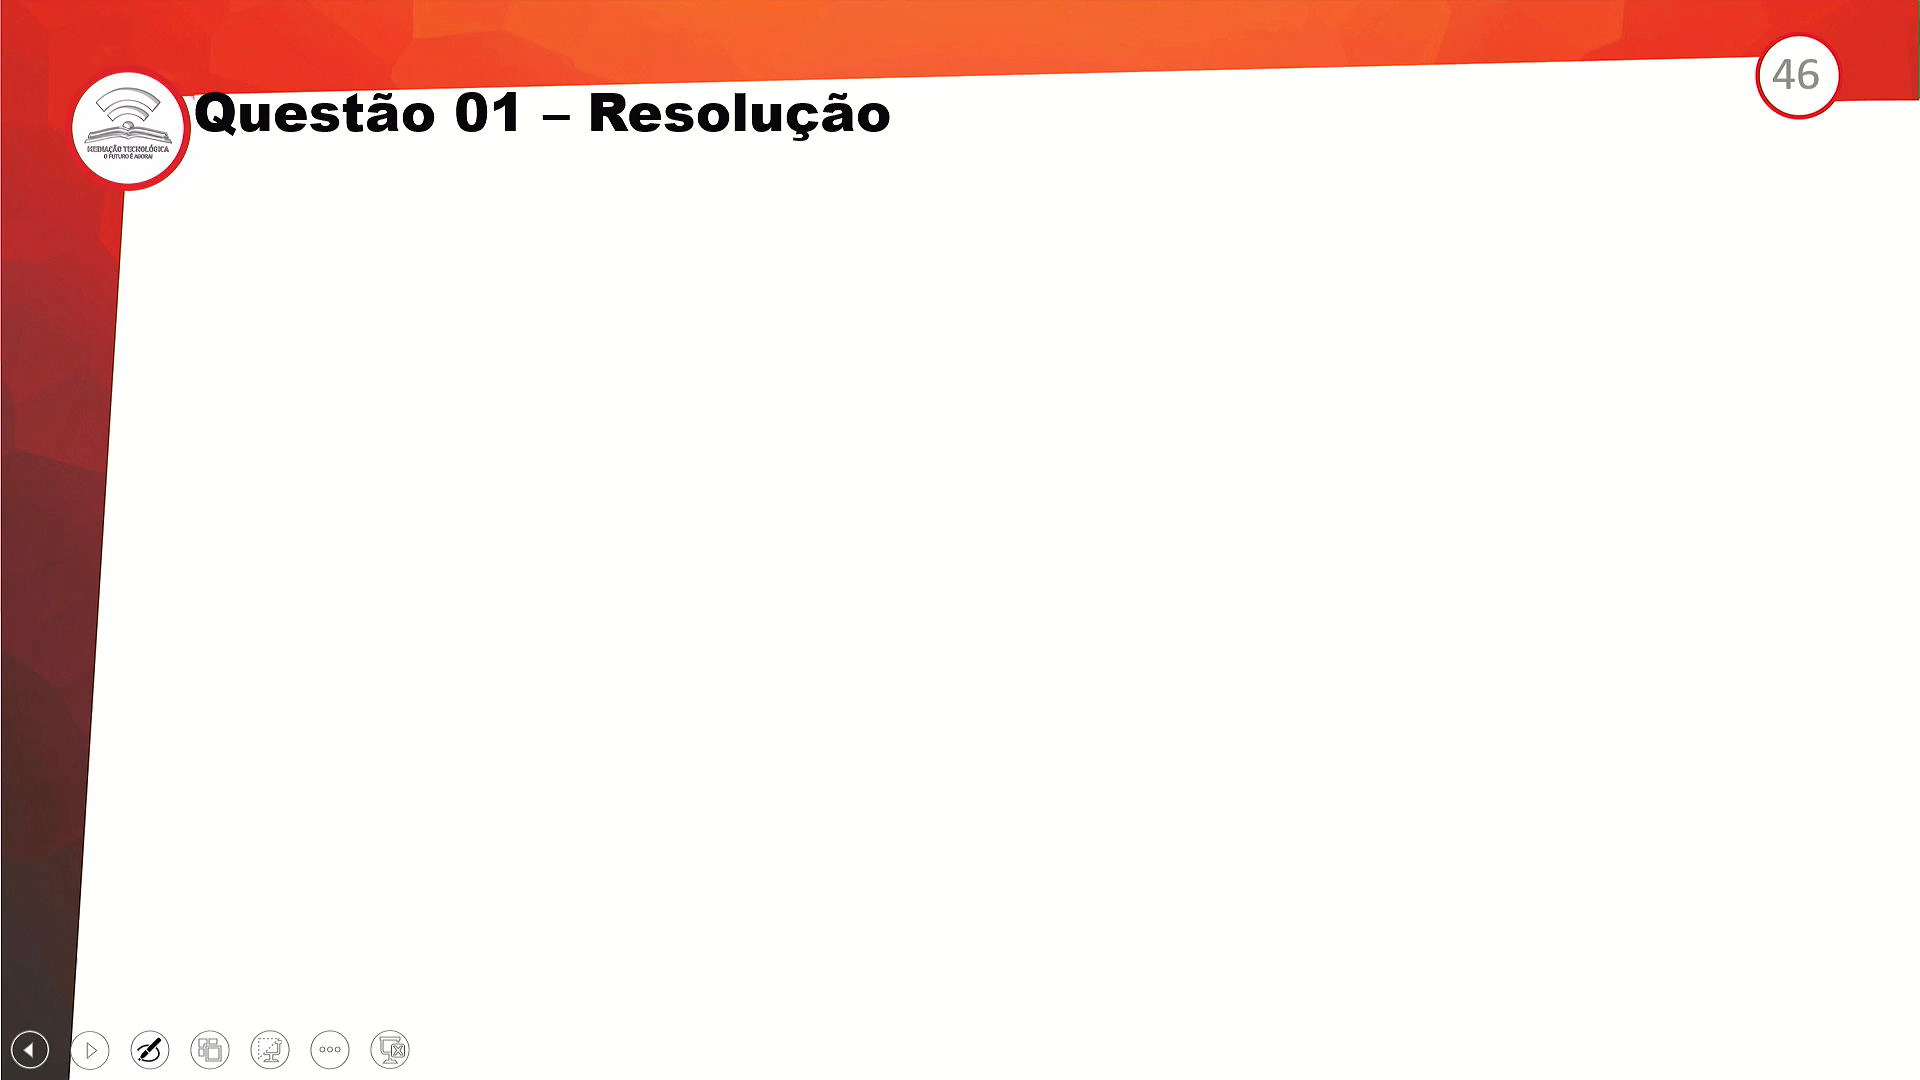 46
Questão 01 – Resolução
MEDIAÇÃO TECNOLÓGICA
O FUTURO É AGORA!